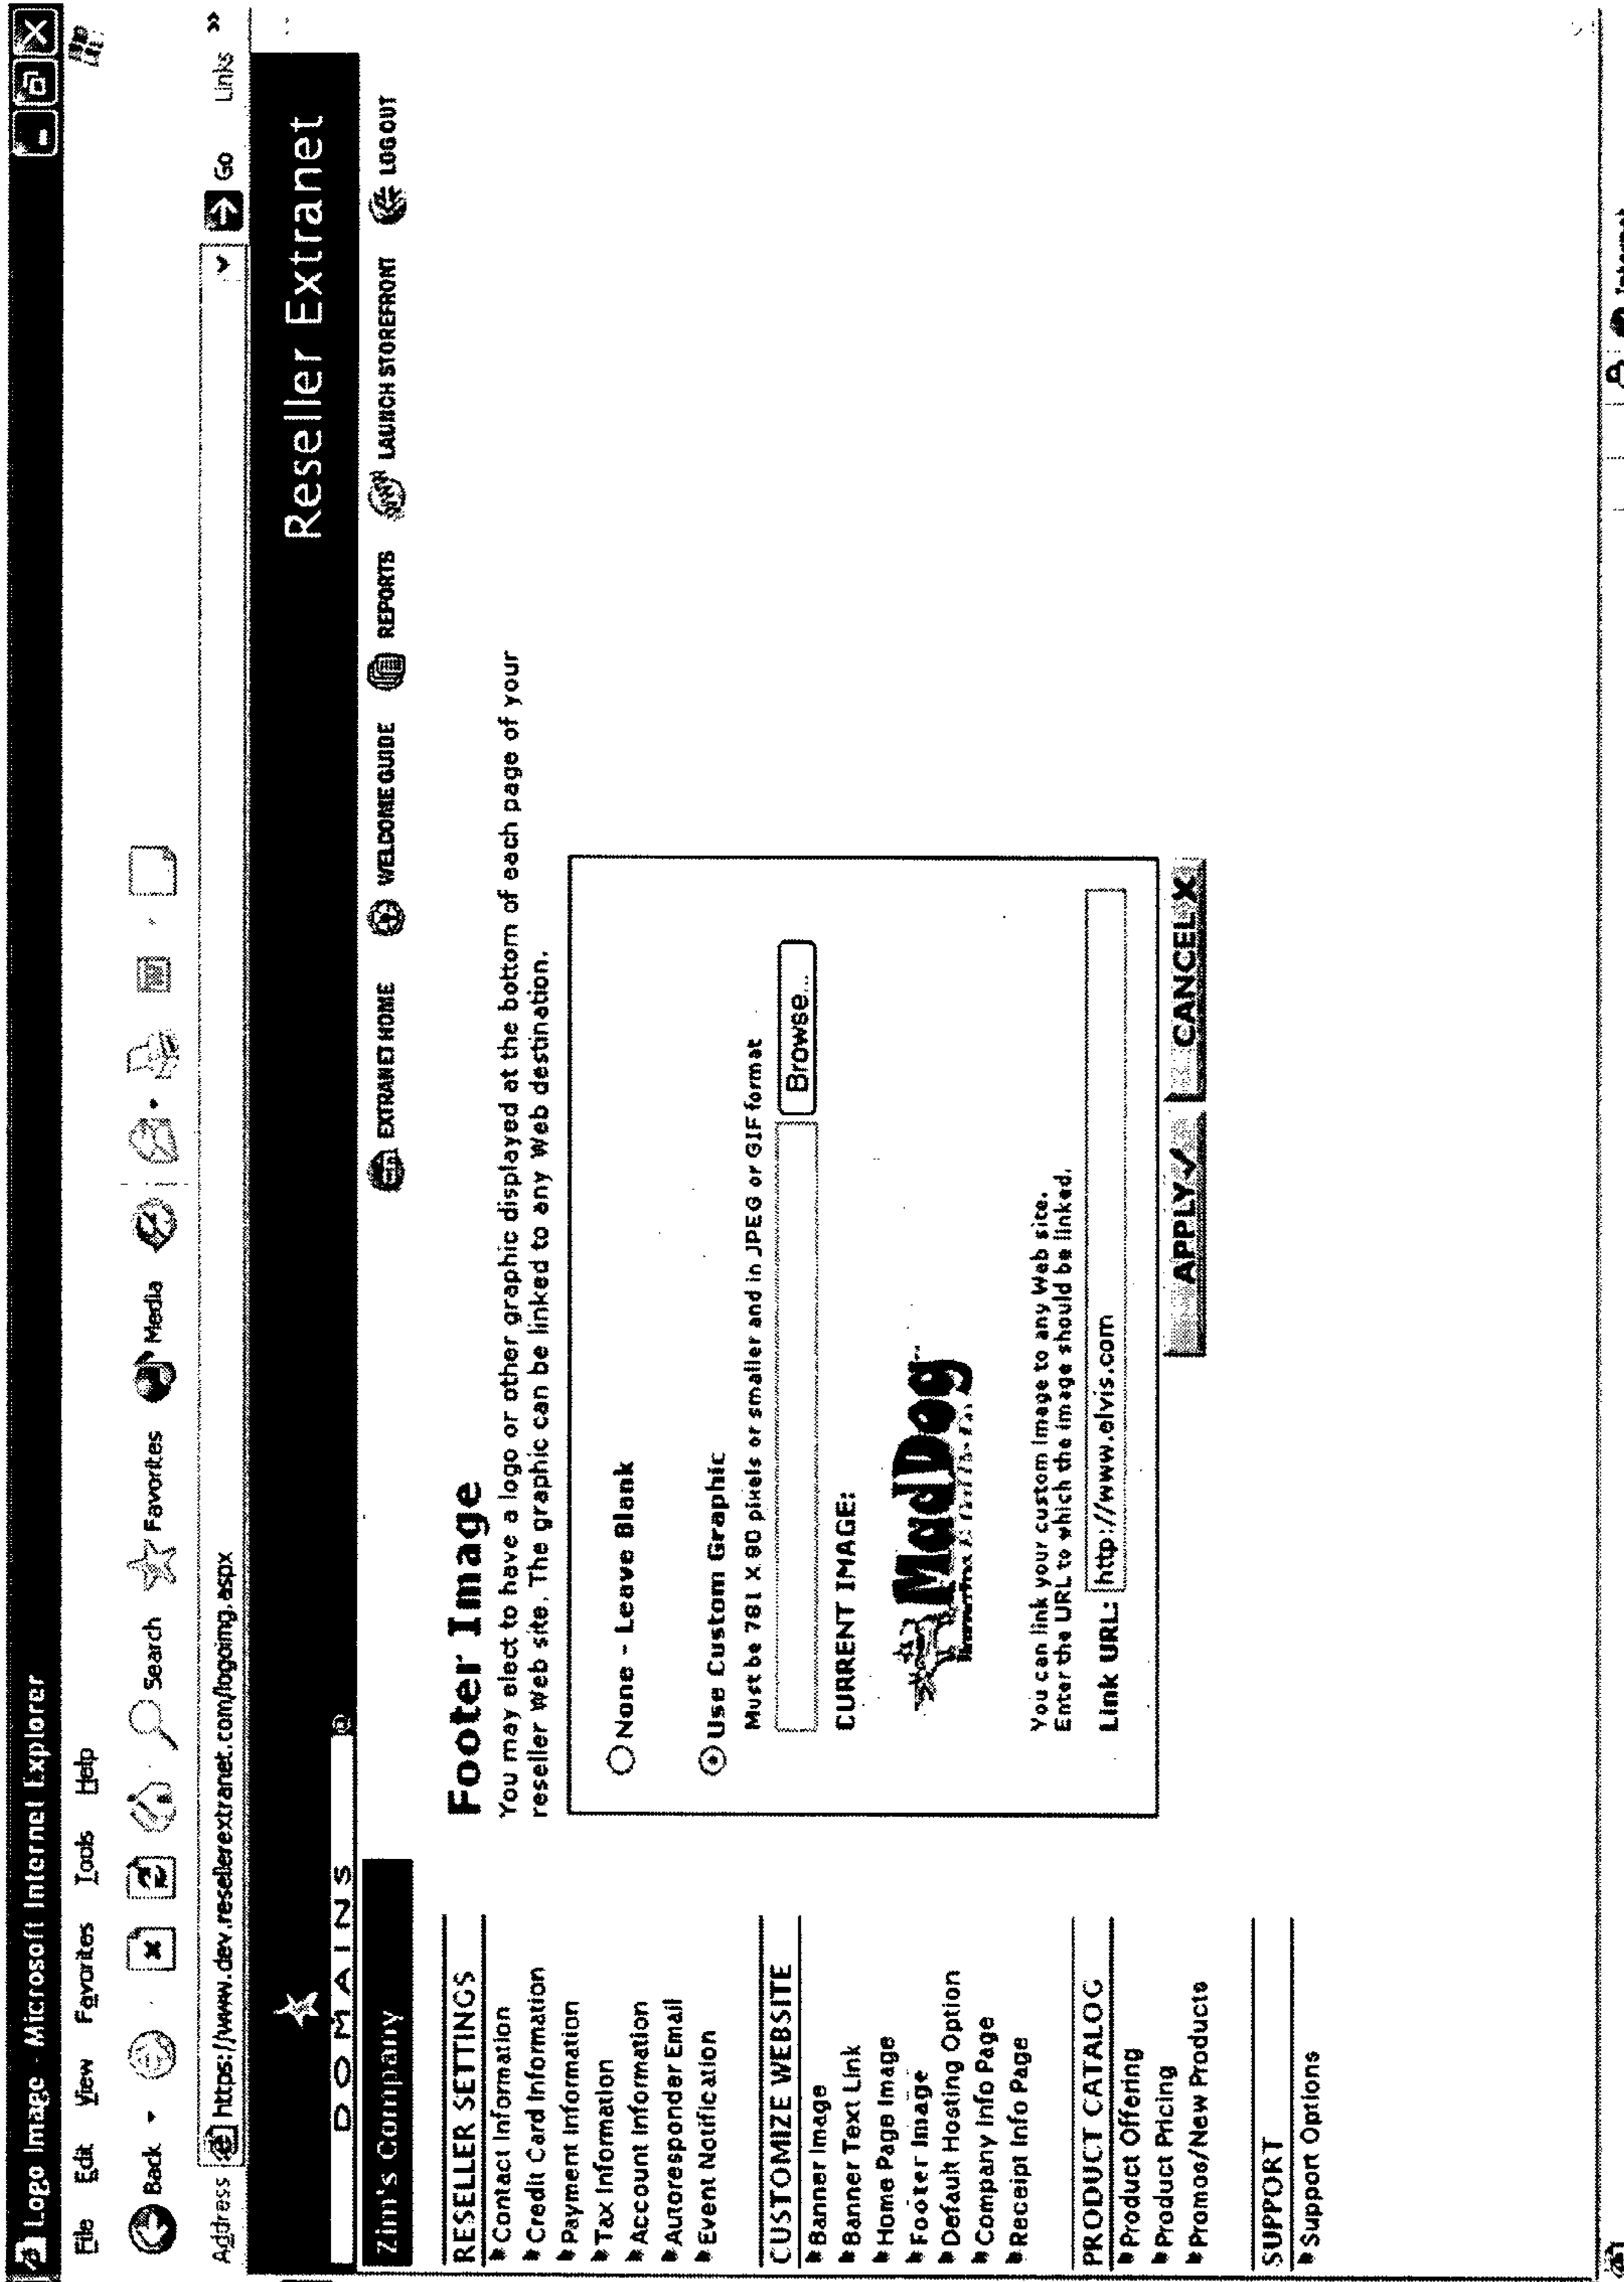 Logo Image - Microsoft Internet Explorer
File Edit View Favorites Tools Help
Back Search Favorites Media
Address https://www.dev.resellerextranet.com/logoimg.aspx Go Links »
Reseller Extranet
DOMAINS
Zim's Company
EXTRANET HOME WELCOME GUIDE REPORTS LAUNCH STOREFRONT LOGOUT
RESELLER SETTINGS
Contact Information
Credit Card Information
Payment Information
Tax Information
Account Information
Autoresponder Email
Event Notification
CUSTOMIZE WEBSITE
Banner Image
Banner Text Link
Home Page Image
Footer Image
Default Hosting Option
Company Info Page
Receipt Info Page
PRODUCT CATALOG
Product Offering
Product Pricing
Promos/New Products
SUPPORT
Support Options
Footer Image
You may elect to have a logo or other graphic displayed at the bottom of each page of your
reseller Web site. The graphic can be linked to any Web destination.
None - Leave Blank
Use Custom Graphic
Must be 781 X 80 pixels or smaller and in JPEG or GIF format
Browse...
CURRENT IMAGE:
MadDog
You can link your custom image to any Web site.
Enter the URL to which the image should be linked.
Link URL: http://www.elvis.com
APPLY CANCEL X
Internet